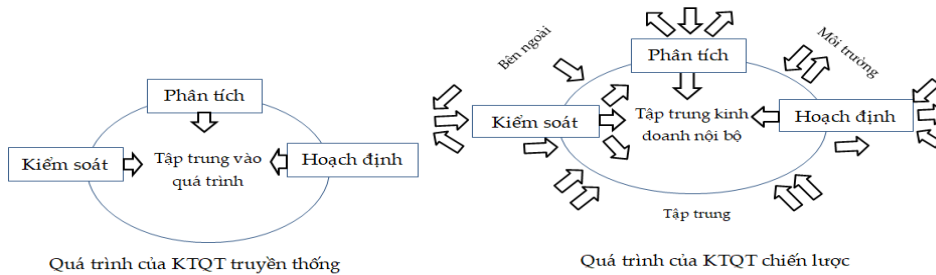 Phân tích
Kiểm soát
Tập trung vào
quá trình
Hoạch định
Quá trình của KTQT truyền thống
Bên ngoài
Môi trường
Phân tích
Kiểm soát
Tập trung kinh
doanh nội bộ
Hoạch định
Tập trung
Quá trình của KTQT chiến lược